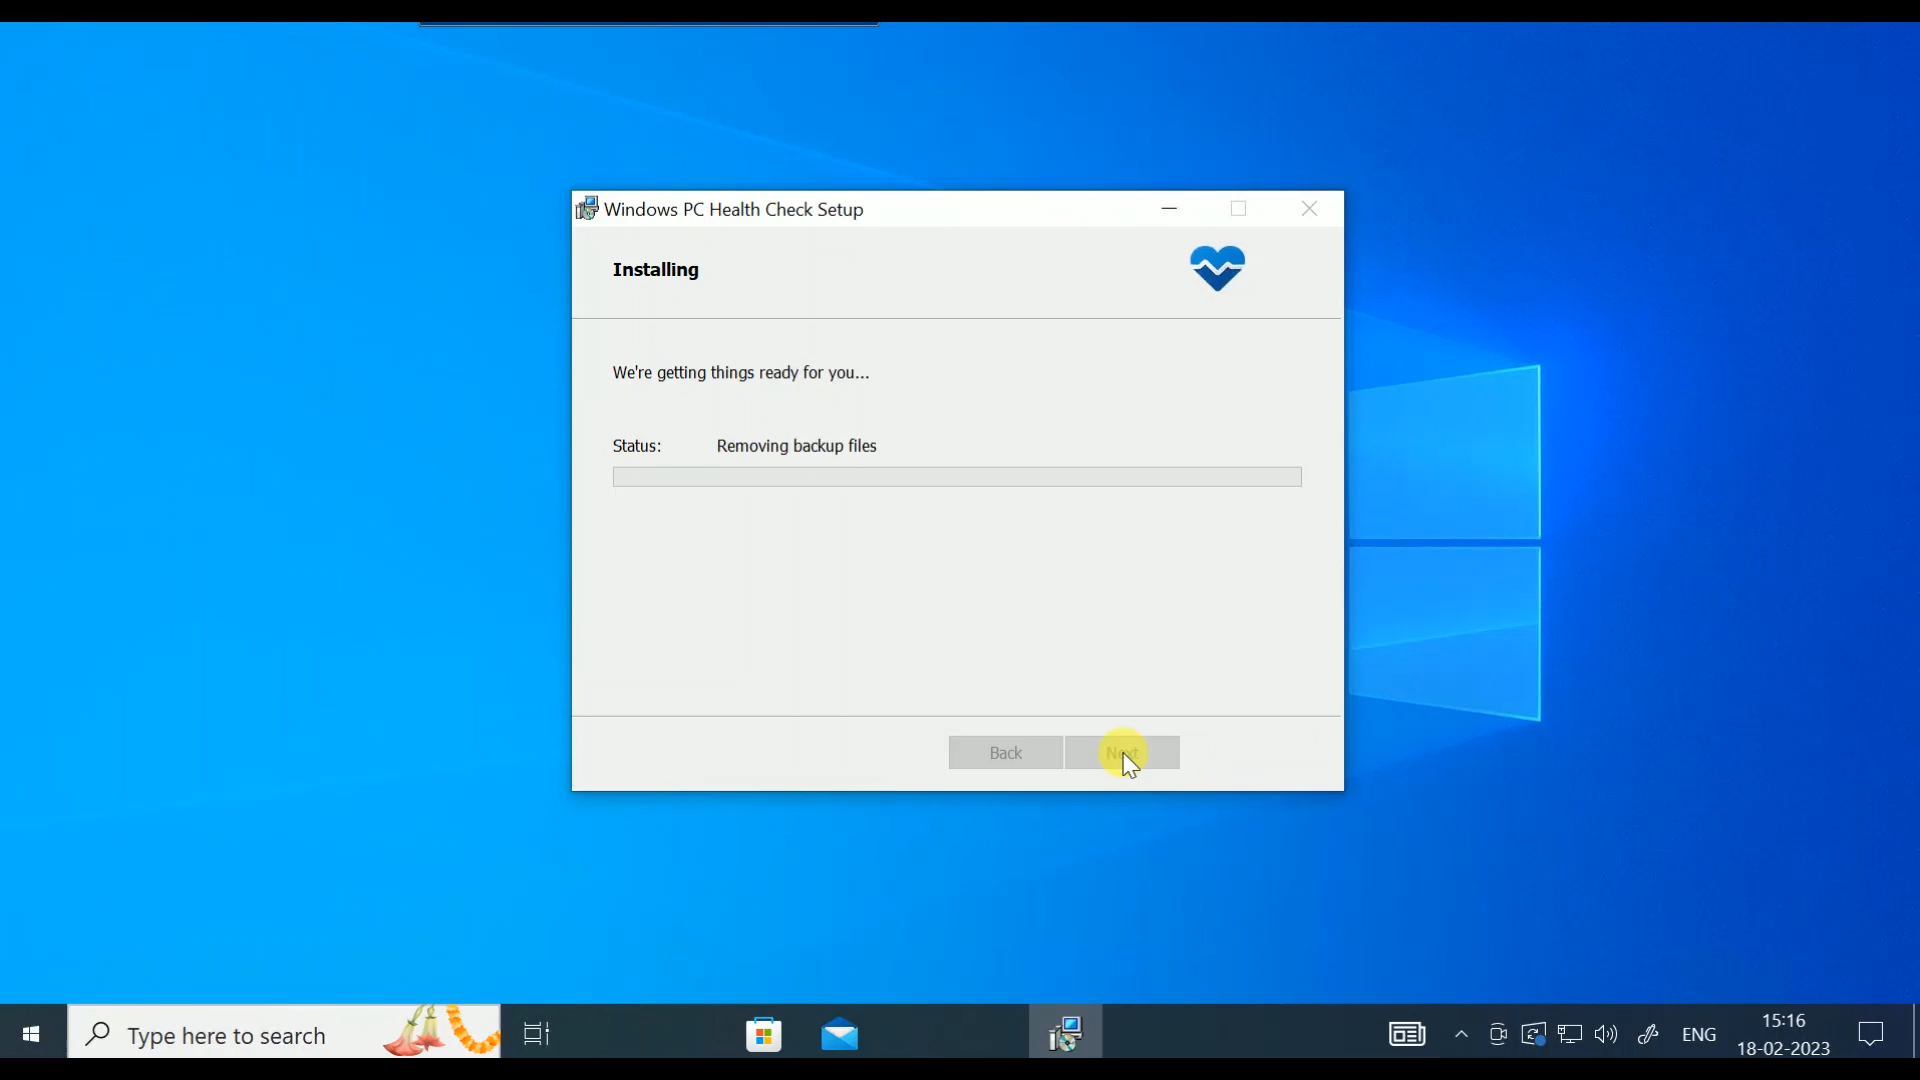 Windows PC Health Check Setup
Installing
We're getting things ready for you...
Status: Removing backup files
Back Next
Type here to search
ENG
15:16
18-02-2023